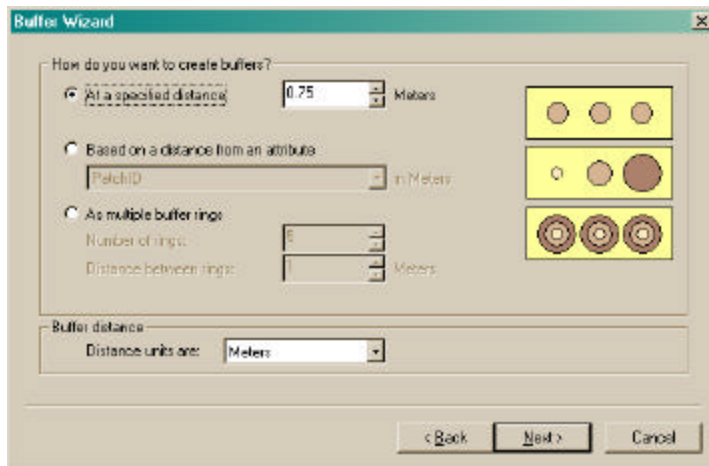 Buffer Wizard
How do you want to create buffers?
At a specified distance
0.75
Meters
Based on a distance from an attribute
PatchID
in Meters
As multiple buffer rings
Number of rings:
Distance between rings:
1
Meters
Buffer distance
Distance units are:
Meters
< Back
Next >
Cancel